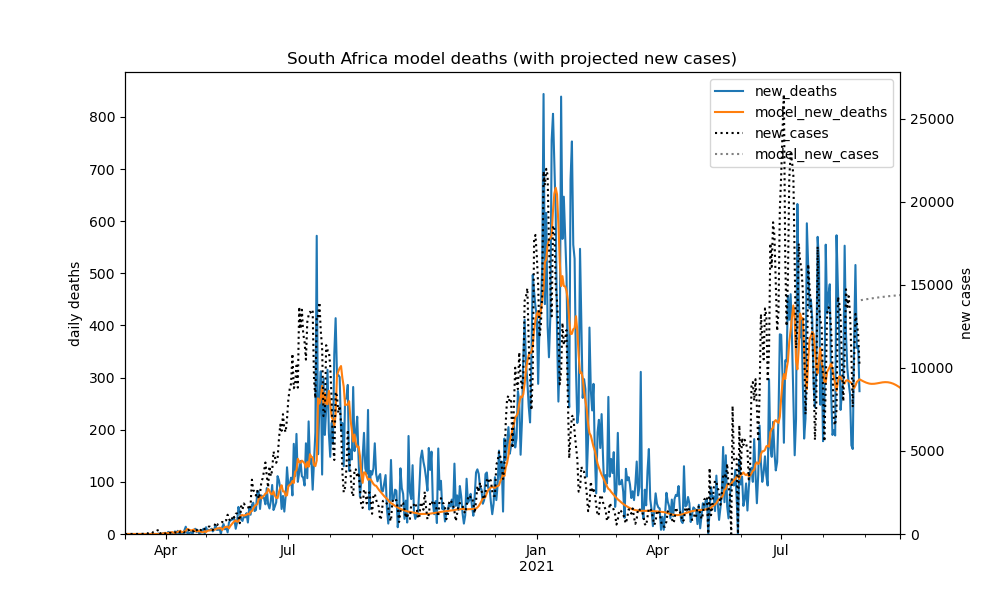 South Africa model deaths (with projected new cases)
new_deaths
model_new_deaths
new_cases
model_new_cases
daily deaths
new cases
800
700
600
500
400
300
200
100
0
25000
20000
15000
10000
5000
0
Apr
Jul
Oct
Jan
2021
Apr
Jul